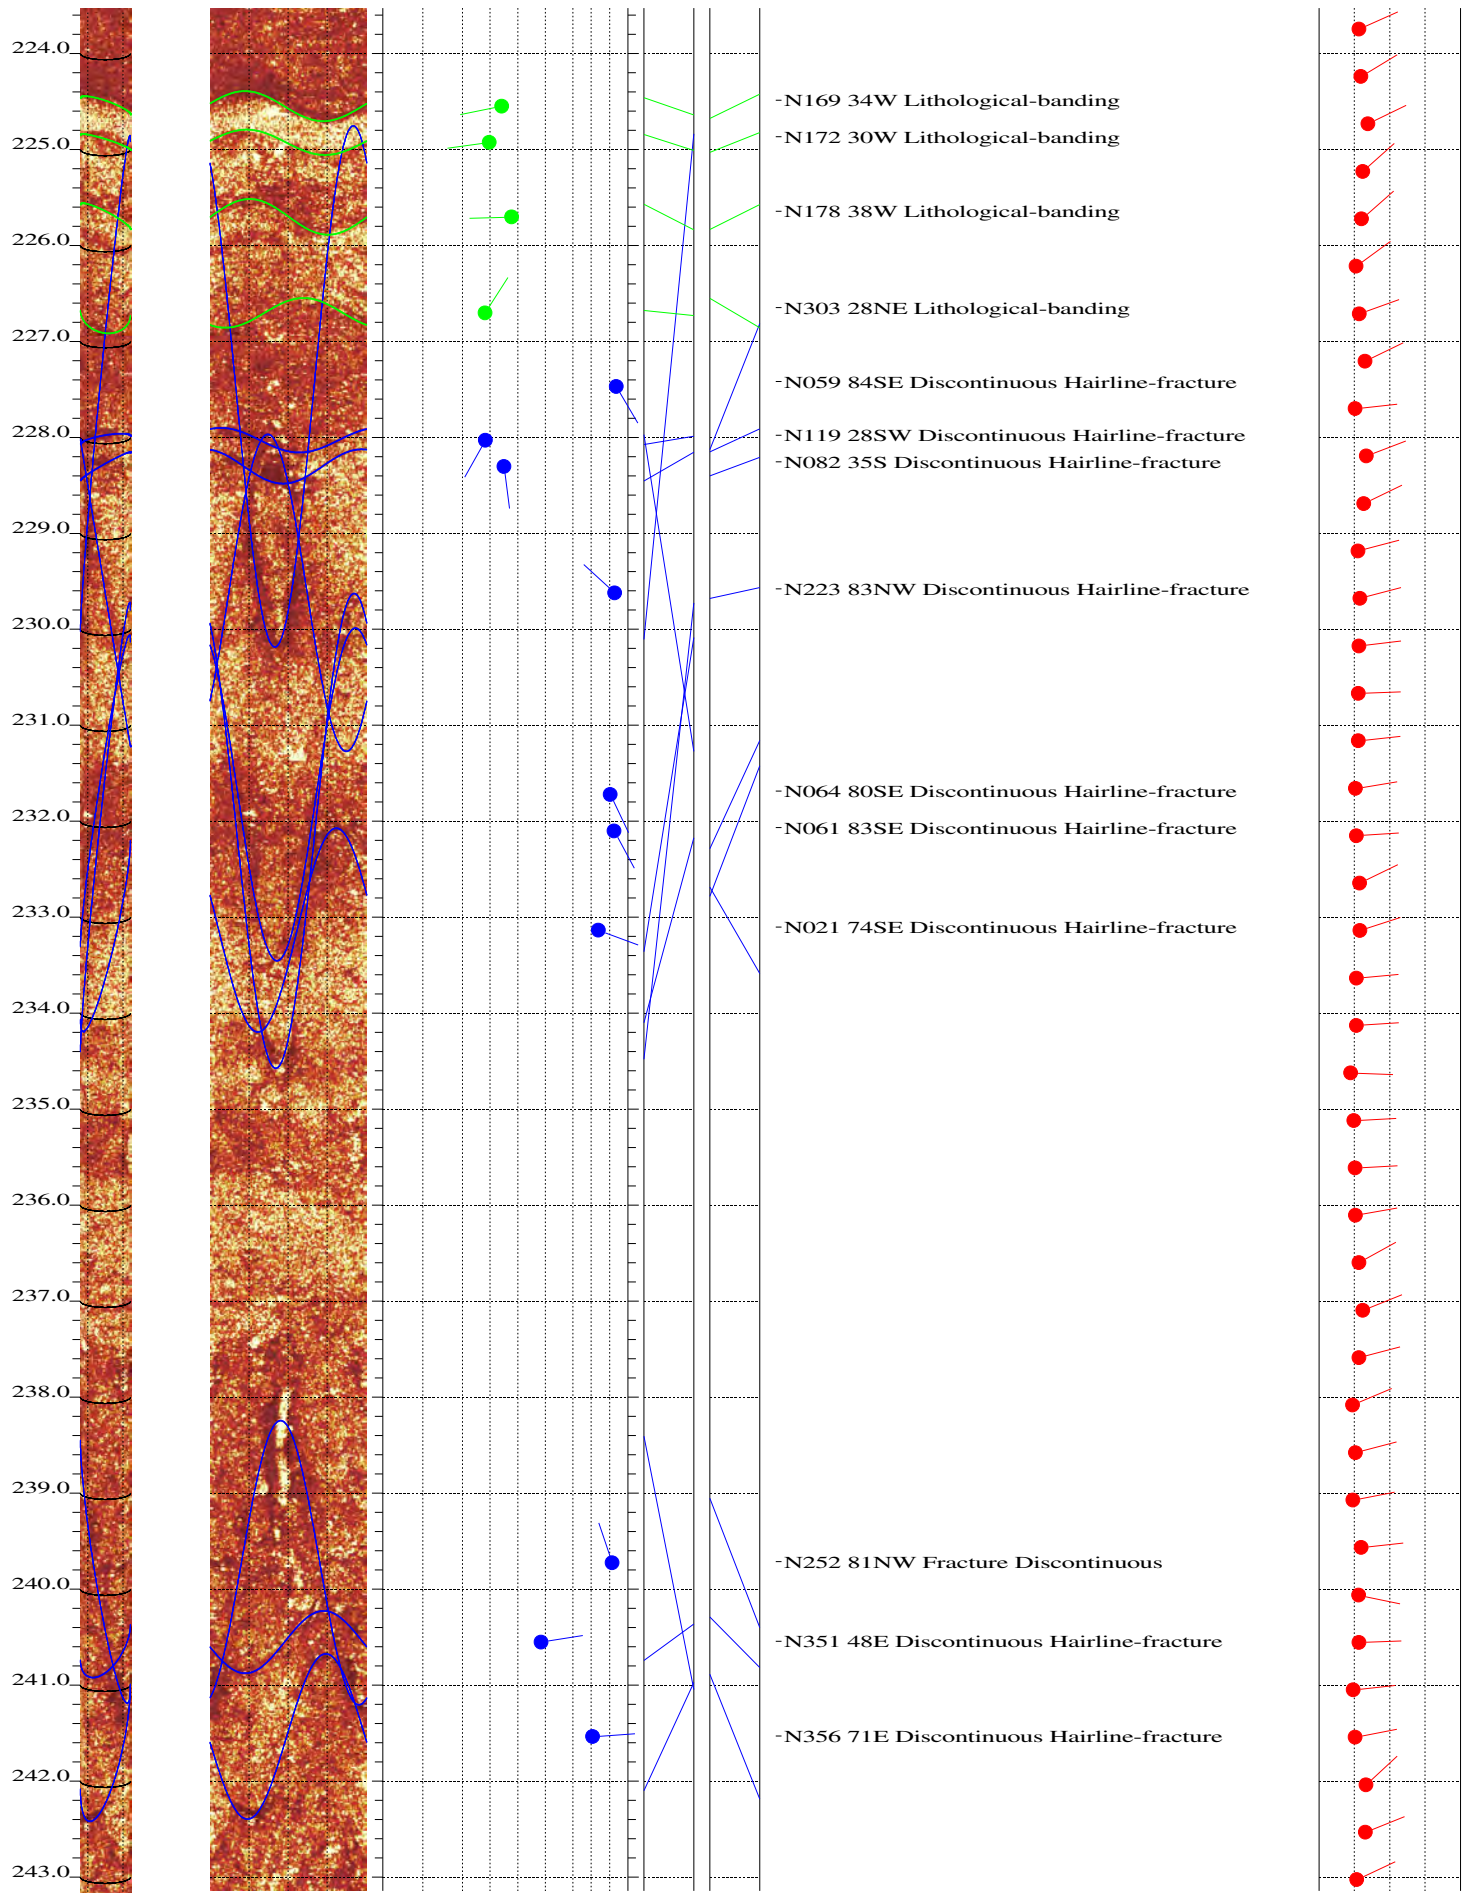 224.0
-N169 34W Lithological-banding
-N172 30W Lithological-banding
225.0
-N178 38W Lithological-banding
226.0
-N303 28NE Lithological-banding
227.0
-N059 84SE Discontinuous Hairline-fracture
228.0
-N119 28SW Discontinuous Hairline-fracture
-N082 35S Discontinuous Hairline-fracture
229.0
-N223 83NW Discontinuous Hairline-fracture
230.0
231.0
-N064 80SE Discontinuous Hairline-fracture
232.0
-N061 83SE Discontinuous Hairline-fracture
233.0
-N021 74SE Discontinuous Hairline-fracture
234.0
235.0
236.0
237.0
238.0
239.0
-N252 81NW Fracture Discontinuous
240.0
-N351 48E Discontinuous Hairline-fracture
241.0
-N356 71E Discontinuous Hairline-fracture
242.0
243.0